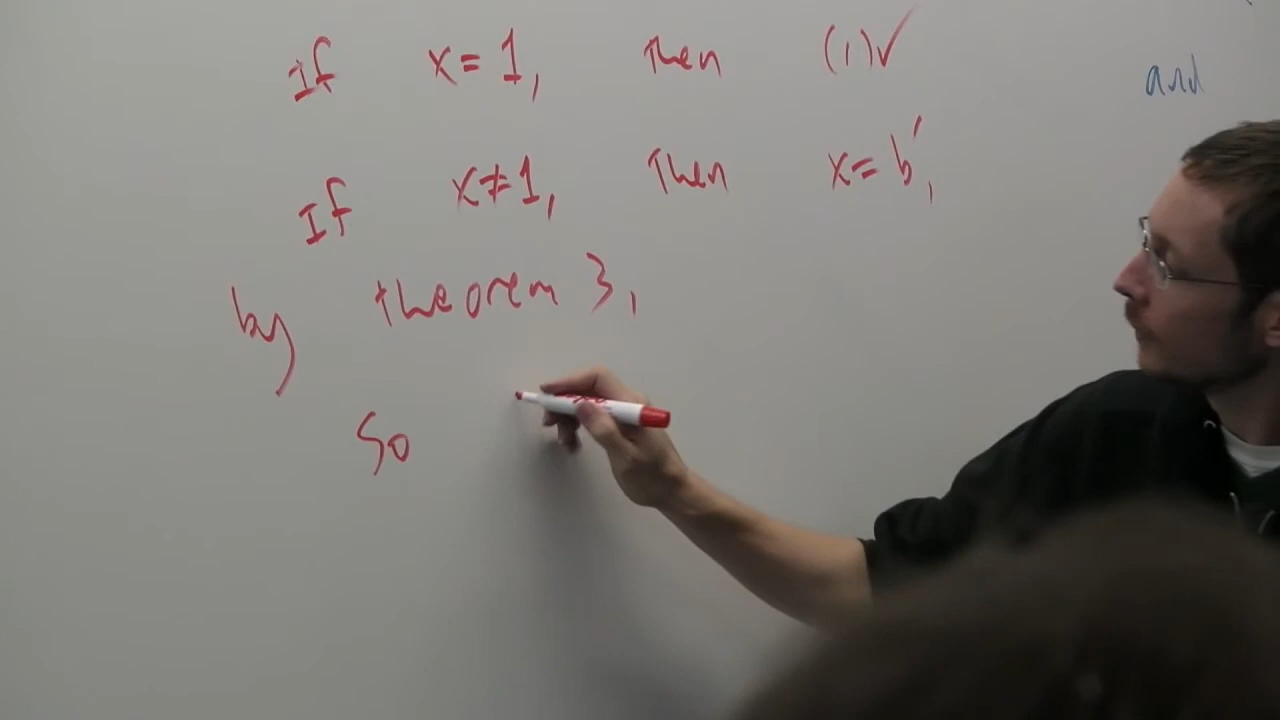 If x = 1, then (1)✓
and
If x ≠ 1, then x = b',
by theorem 3,
So